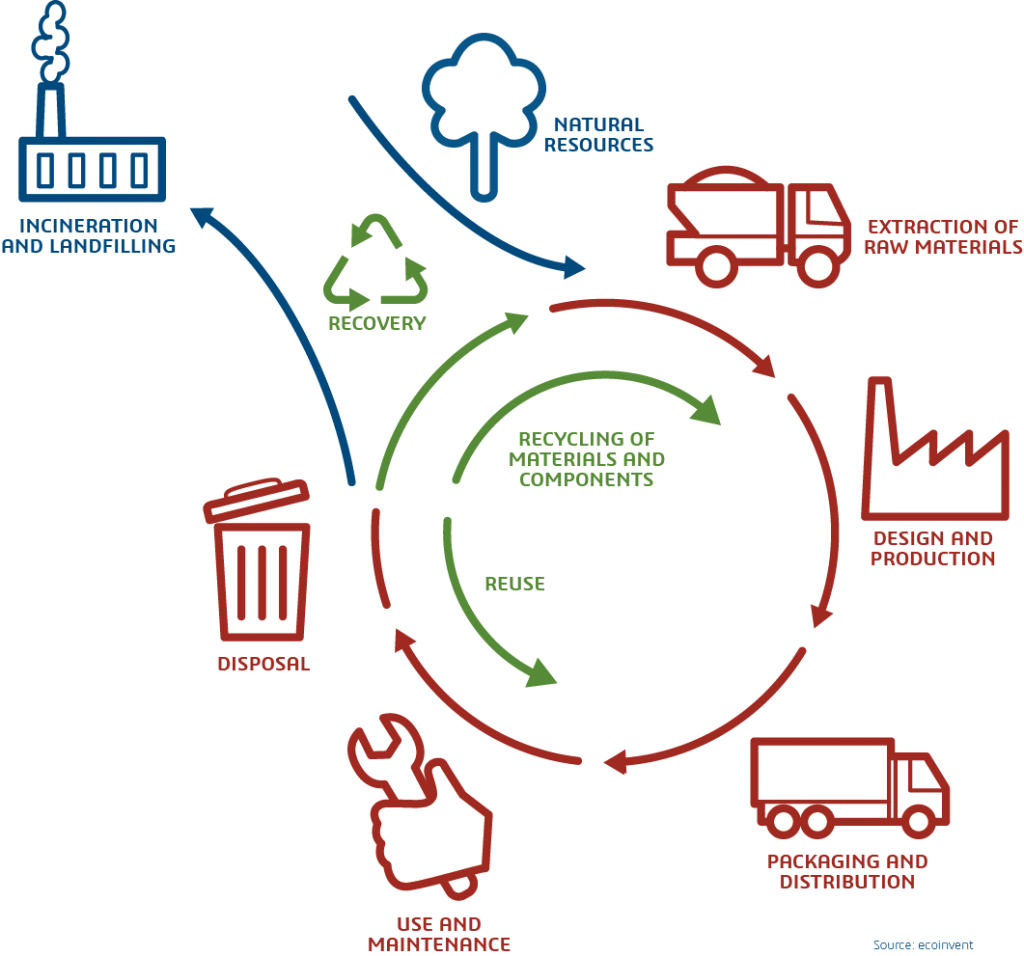 NATURAL
RESOURCES
INCINERATION
AND LANDFILLING
EXTRACTION OF
RAW MATERIALS
RECOVERY
RECYCLING OF
MATERIALS AND
COMPONENTS
DESIGN AND
PRODUCTION
REUSE
DISPOSAL
PACKAGING AND
DISTRIBUTION
USE AND
MAINTENANCE
Source: ecoinvent